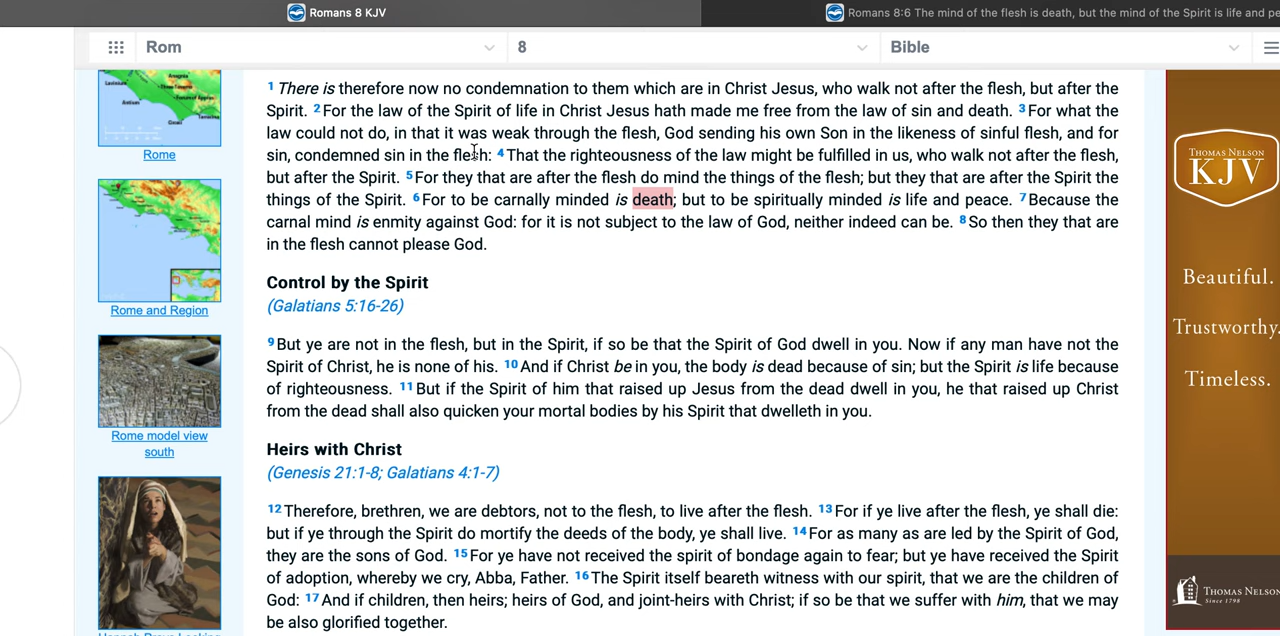 Romans 8 KJV
Romans 8:6 The mind of the flesh is death, but the mind of the Spirit is life and pe
Rom
8
Bible
Rome
Rome and Region
Rome model view
south
1 There is therefore now no condemnation to them which are in Christ Jesus, who walk not after the flesh, but after the
Spirit. 2 For the law of the Spirit of life in Christ Jesus hath made me free from the law of sin and death. 3 For what the
law could not do, in that it was weak through the flesh, God sending his own Son in the likeness of sinful flesh, and for
sin, condemned sin in the flesh: 4 That the righteousness of the law might be fulfilled in us, who walk not after the flesh,
but after the Spirit. 5 For they that are after the flesh do mind the things of the flesh; but they that are after the Spirit the
things of the Spirit. 6 For to be carnally minded is death; but to be spiritually minded is life and peace. 7 Because the
carnal mind is enmity against God: for it is not subject to the law of God, neither indeed can be. 8 So then they that are
in the flesh cannot please God.
Control by the Spirit
(Galatians 5:16-26)
9 But ye are not in the flesh, but in the Spirit, if so be that the Spirit of God dwell in you. Now if any man have not the
Spirit of Christ, he is none of his. 10 And if Christ be in you, the body is dead because of sin; but the Spirit is life because
of righteousness. 11 But if the Spirit of him that raised up Jesus from the dead dwell in you, he that raised up Christ
from the dead shall also quicken your mortal bodies by his Spirit that dwelleth in you.
Heirs with Christ
(Genesis 21:1-8; Galatians 4:1-7)
12 Therefore, brethren, we are debtors, not to the flesh, to live after the flesh. 13 For if ye live after the flesh, ye shall die:
but if ye through the Spirit do mortify the deeds of the body, ye shall live. 14 For as many as are led by the Spirit of God,
they are the sons of God. 15 For ye have not received the spirit of bondage again to fear; but ye have received the Spirit
of adoption, whereby we cry, Abba, Father. 16 The Spirit itself beareth witness with our spirit, that we are the children of
God: 17 And if children, then heirs; heirs of God, and joint-heirs with Christ; if so be that we suffer with him, that we may
be also glorified together.
THOMAS NELSON
KJV
Beautiful.
Trustworthy.
Timeless.
THOMAS NELSON
Since 1798